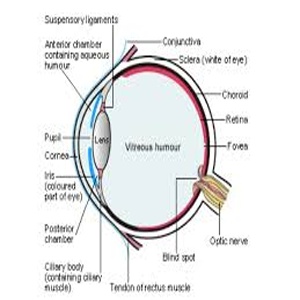 Suspensory ligaments
Anterior chamber
containing aqueous
humour
Conjunctiva
Sclera (white of eye)
Choroid
Retina
Fovea
Pupil
Lens
Vitreous humour
Cornea
Iris
(coloured
part of eye)
Posterior
chamber
Optic nerve
Blind spot
Ciliary body
(containing ciliary
muscle)
Tendon of rectus muscle